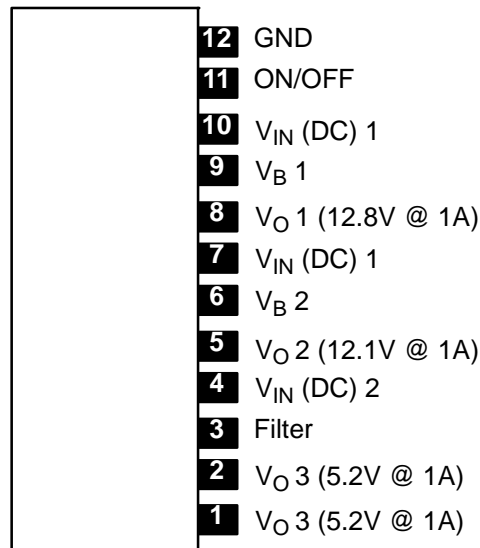 12 GND
11 ON/OFF
10 VIN (DC) 1
9 VB 1
8 VO 1 (12.8V @ 1A)
7 VIN (DC) 1
6 VB 2
5 VO 2 (12.1V @ 1A)
4 VIN (DC) 2
3 Filter
2 VO 3 (5.2V @ 1A)
1 VO 3 (5.2V @ 1A)